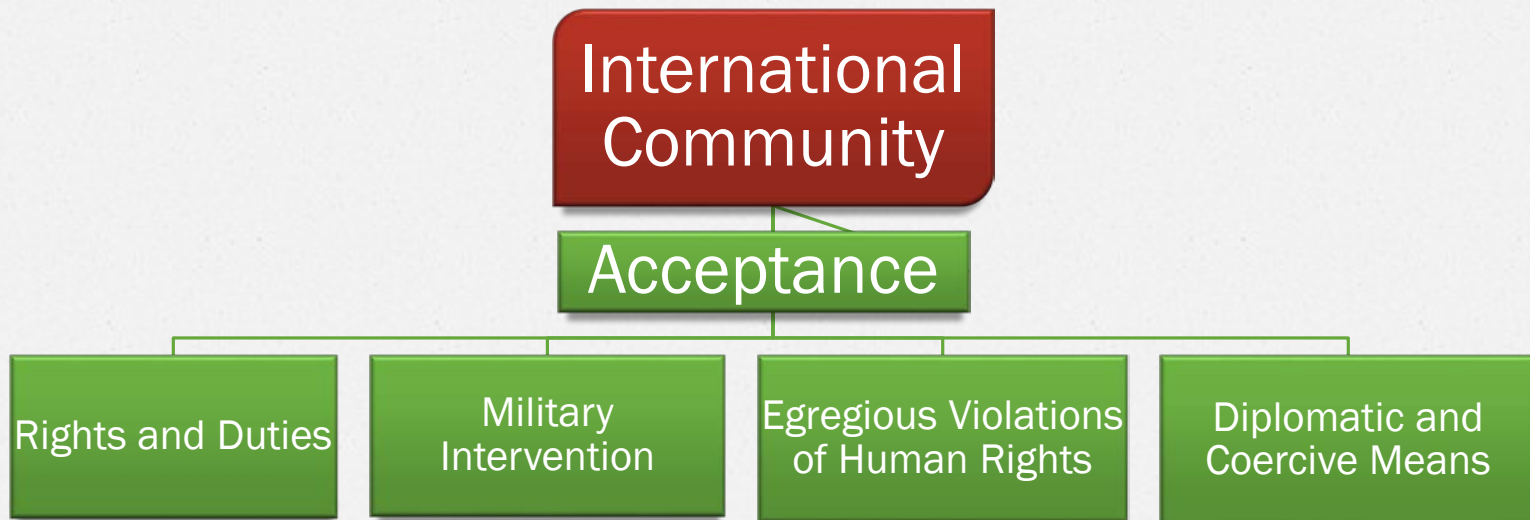 International
Community
Acceptance
Rights and Duties
Military
Intervention
Egregious Violations
of Human Rights
Diplomatic and
Coercive Means